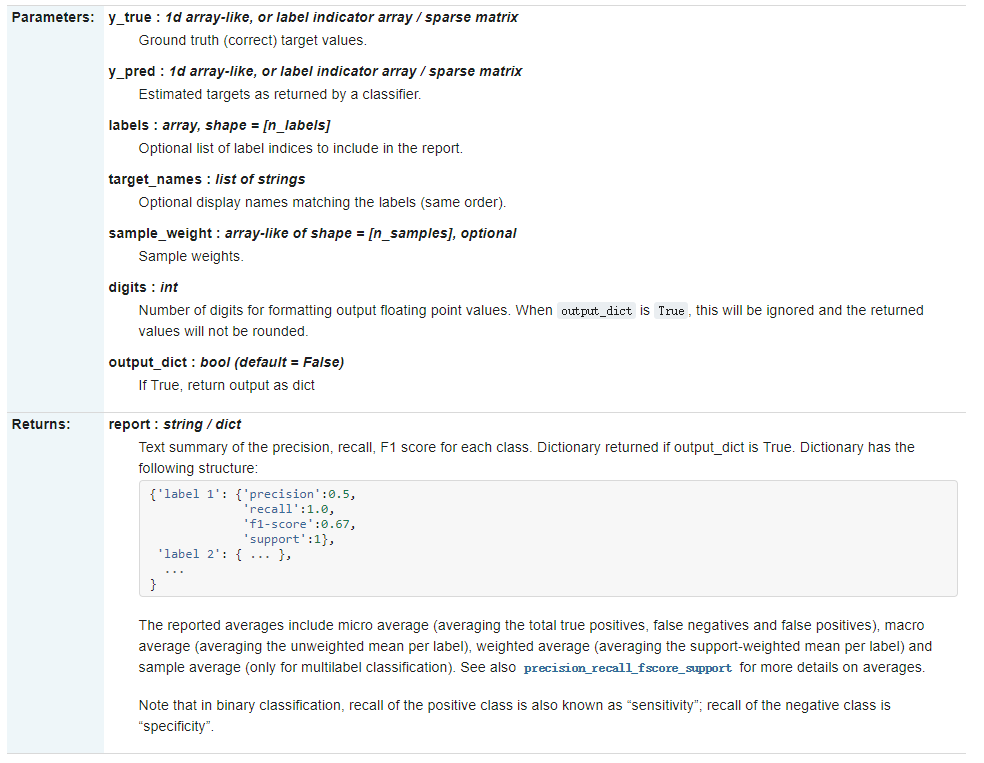 Parameters: y_true : 1d array-like, or label indicator array / sparse matrix
Ground truth (correct) target values.
y_pred : 1d array-like, or label indicator array / sparse matrix
Estimated targets as returned by a classifier.
labels : array, shape = [n_labels]
Optional list of label indices to include in the report.
target_names : list of strings
Optional display names matching the labels (same order).
sample_weight : array-like of shape = [n_samples], optional
Sample weights.
digits : int
Number of digits for formatting output floating point values. When output_dict is True, this will be ignored and the returned
values will not be rounded.
output_dict : bool (default = False)
If True, return output as dict
Returns: report : string / dict
Text summary of the precision, recall, F1 score for each class. Dictionary returned if output_dict is True. Dictionary has the
following structure:
{'label 1': {'precision':0.5,
'recall':1.0,
'f1-score':0.67,
'support':1},
'label 2': { ... },
...
}
The reported averages include micro average (averaging the total true positives, false negatives and false positives), macro
average (averaging the unweighted mean per label), weighted average (averaging the support-weighted mean per label) and
sample average (only for multilabel classification). See also precision_recall_fscore_support for more details on averages.
Note that in binary classification, recall of the positive class is also known as “sensitivity”; recall of the negative class is
“specificity”.